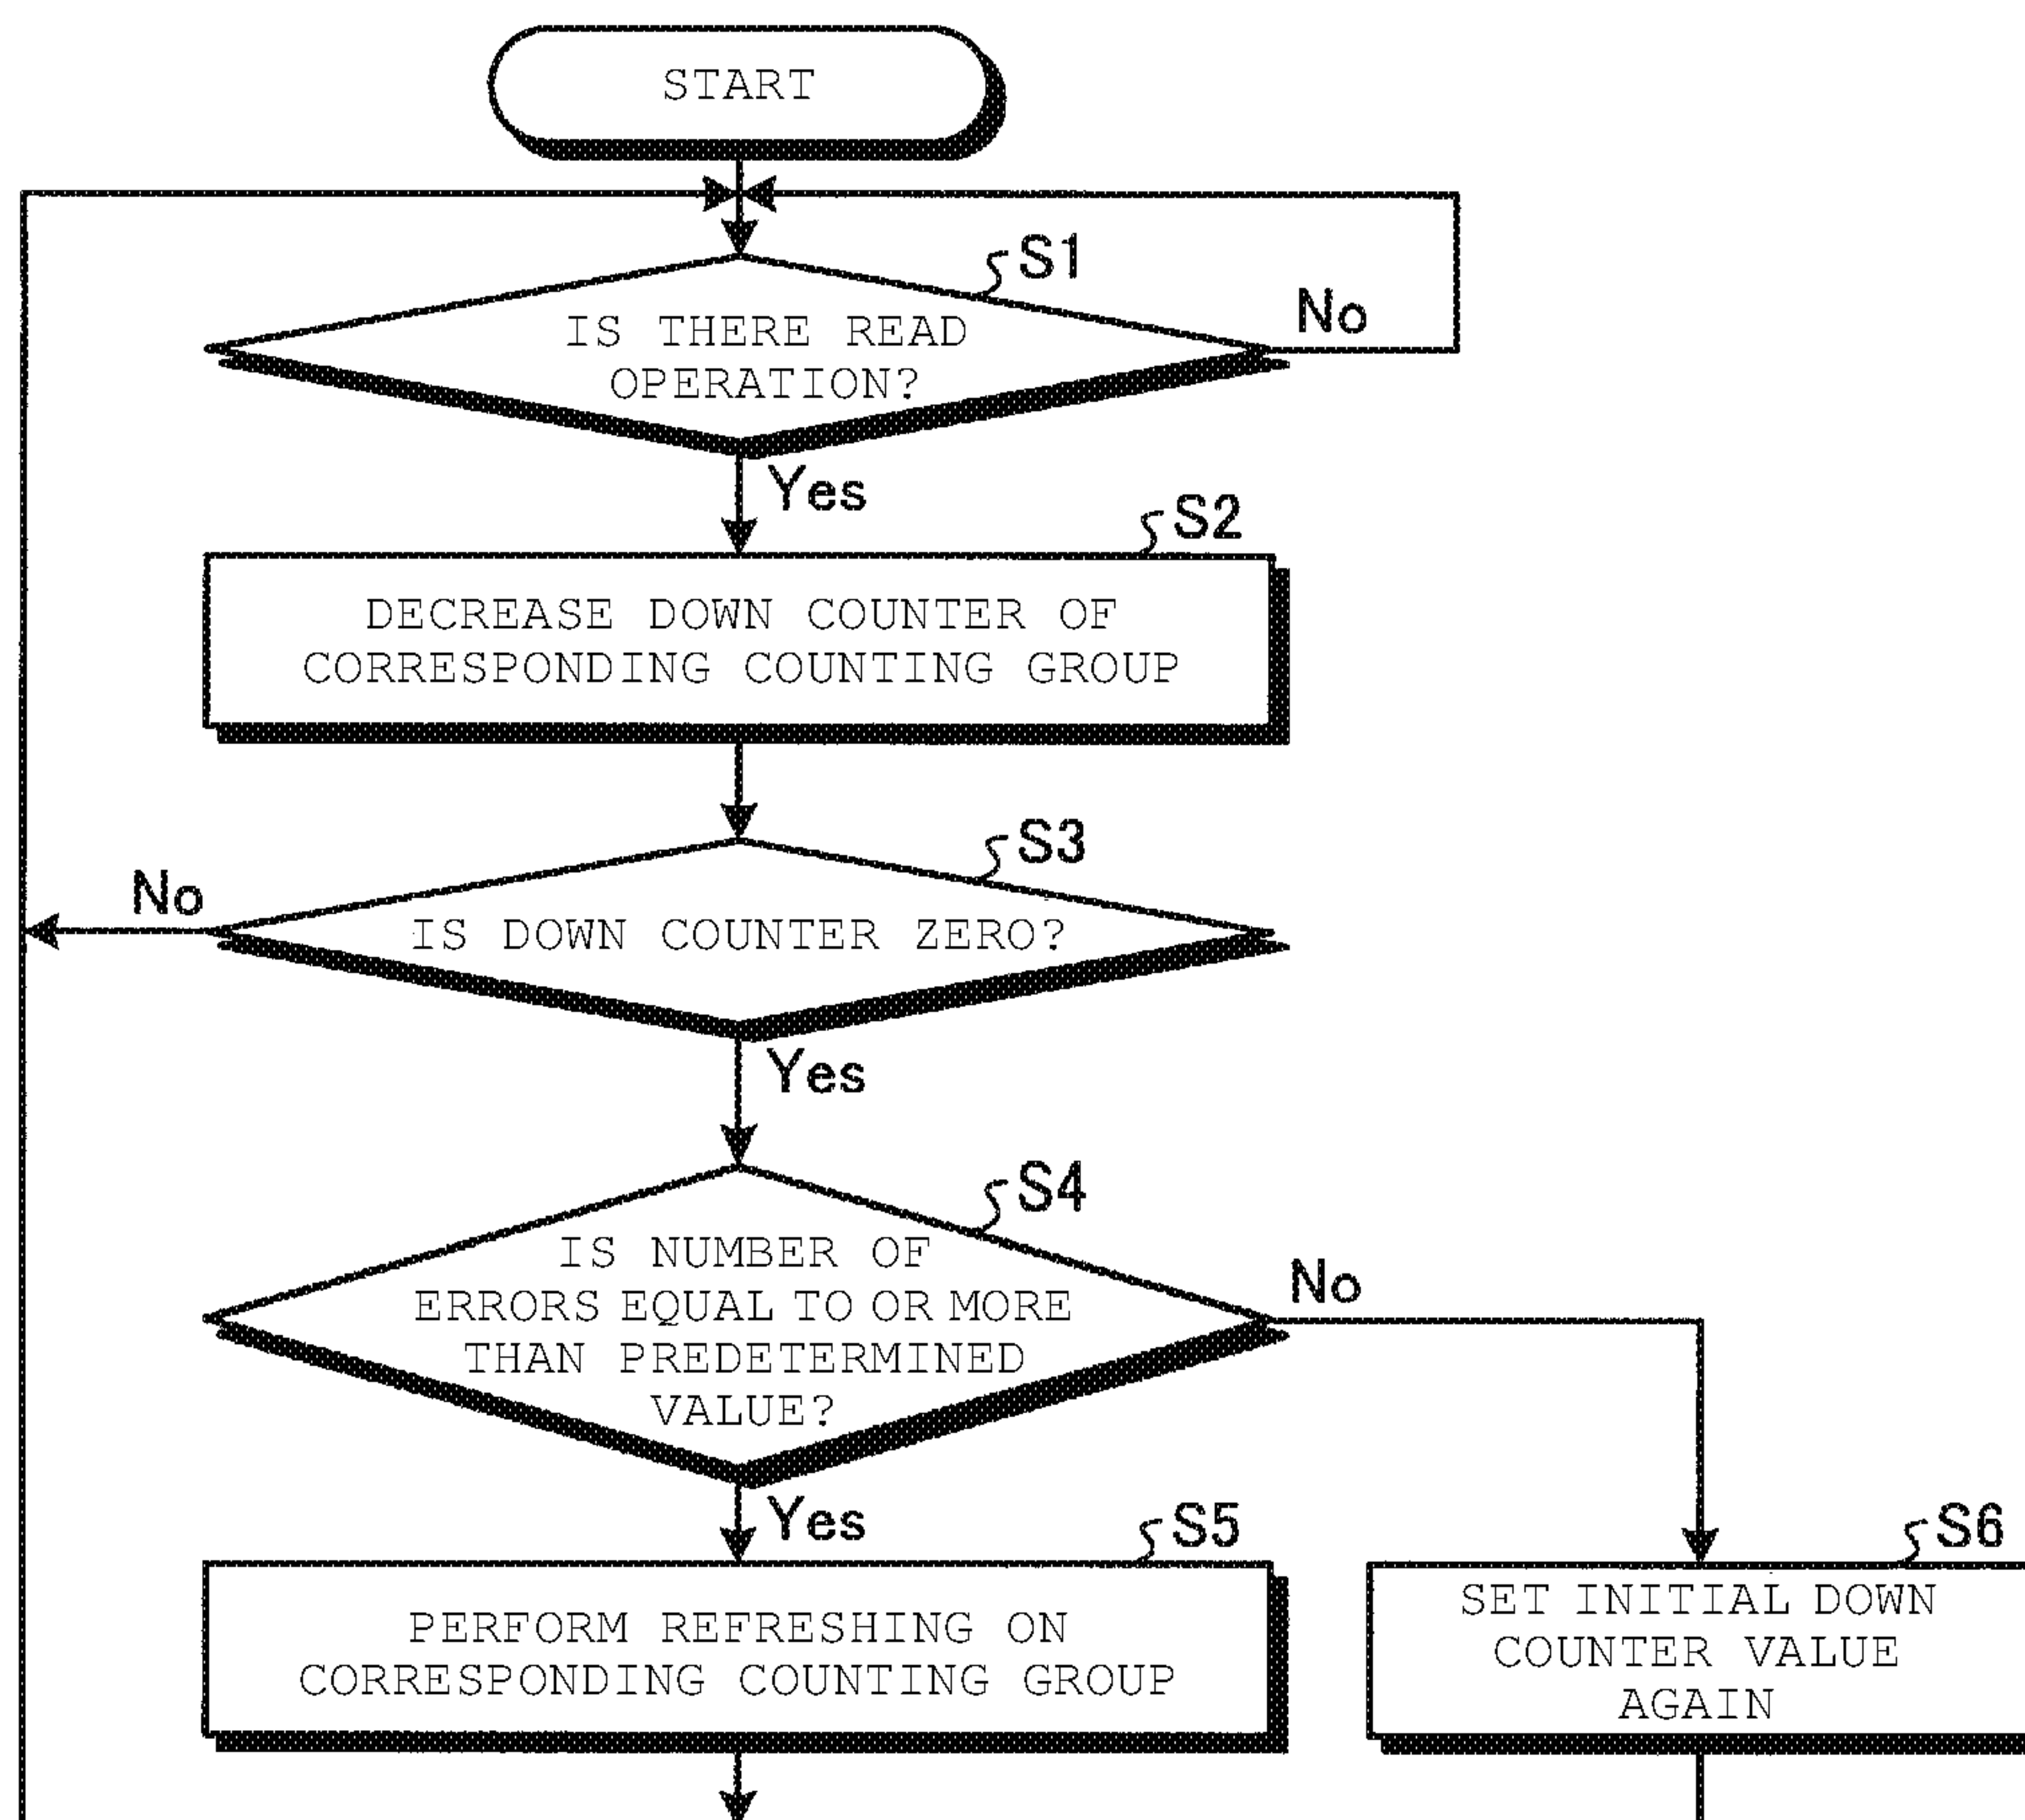 START
S1
IS THERE READ
OPERATION?
No
Yes
S2
DECREASE DOWN COUNTER OF
CORRESPONDING COUNTING GROUP
S3
No
IS DOWN COUNTER ZERO?
Yes
S4
IS NUMBER OF
ERRORS EQUAL TO OR MORE
THAN PREDETERMINED
VALUE?
No
Yes
S5
PERFORM REFRESHING ON
CORRESPONDING COUNTING GROUP
S6
SET INITIAL DOWN
COUNTER VALUE
AGAIN